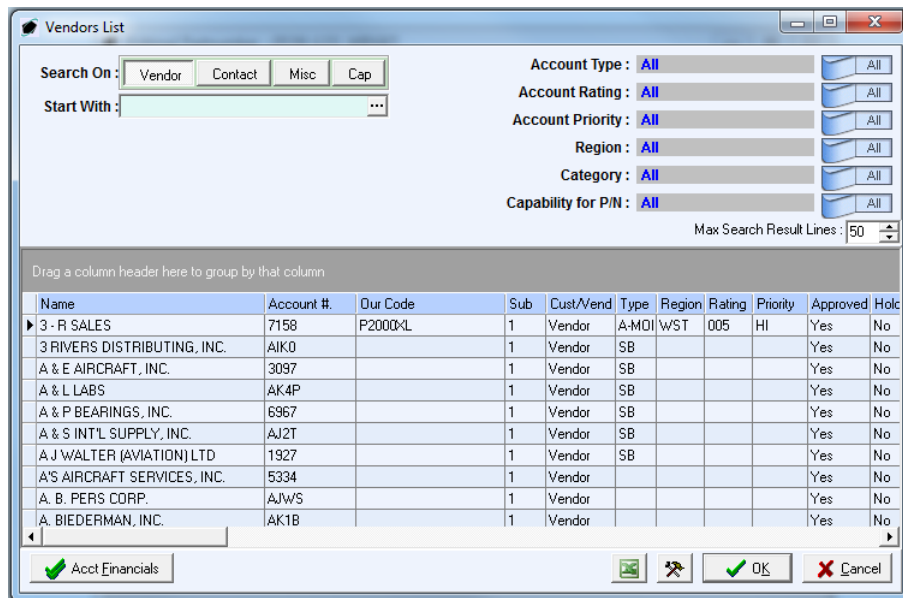 Vendors List
Search On : Vendor Contact Misc Cap
Start With : ...
Account Type : All All
Account Rating : All All
Account Priority : All All
Region : All All
Category : All All
Capability for P/N : All All
Max Search Result Lines : 50
Drag a column header here to group by that column
Name Account #. Our Code Sub Cust/Vend Type Region Rating Priority Approved Hold
3 - R SALES 7158 P2000XL 1 Vendor A-MOI WST 005 HI Yes No
3 RIVERS DISTRIBUTING, INC. AIK0 1 Vendor SB Yes No
A & E AIRCRAFT, INC. 3097 1 Vendor SB Yes No
A & L LABS AK4P 1 Vendor SB Yes No
A & P BEARINGS, INC. 6967 1 Vendor SB Yes No
A & S INT'L SUPPLY, INC. AJ2T 1 Vendor SB Yes No
A J WALTER (AVIATION) LTD 1927 1 Vendor SB Yes No
A'S AIRCRAFT SERVICES, INC. 5334 1 Vendor Yes No
A. B. PERS CORP. AJWS 1 Vendor Yes No
A. BIEDERMAN, INC. AK1B 1 Vendor Yes No
Acct Financials OK Cancel